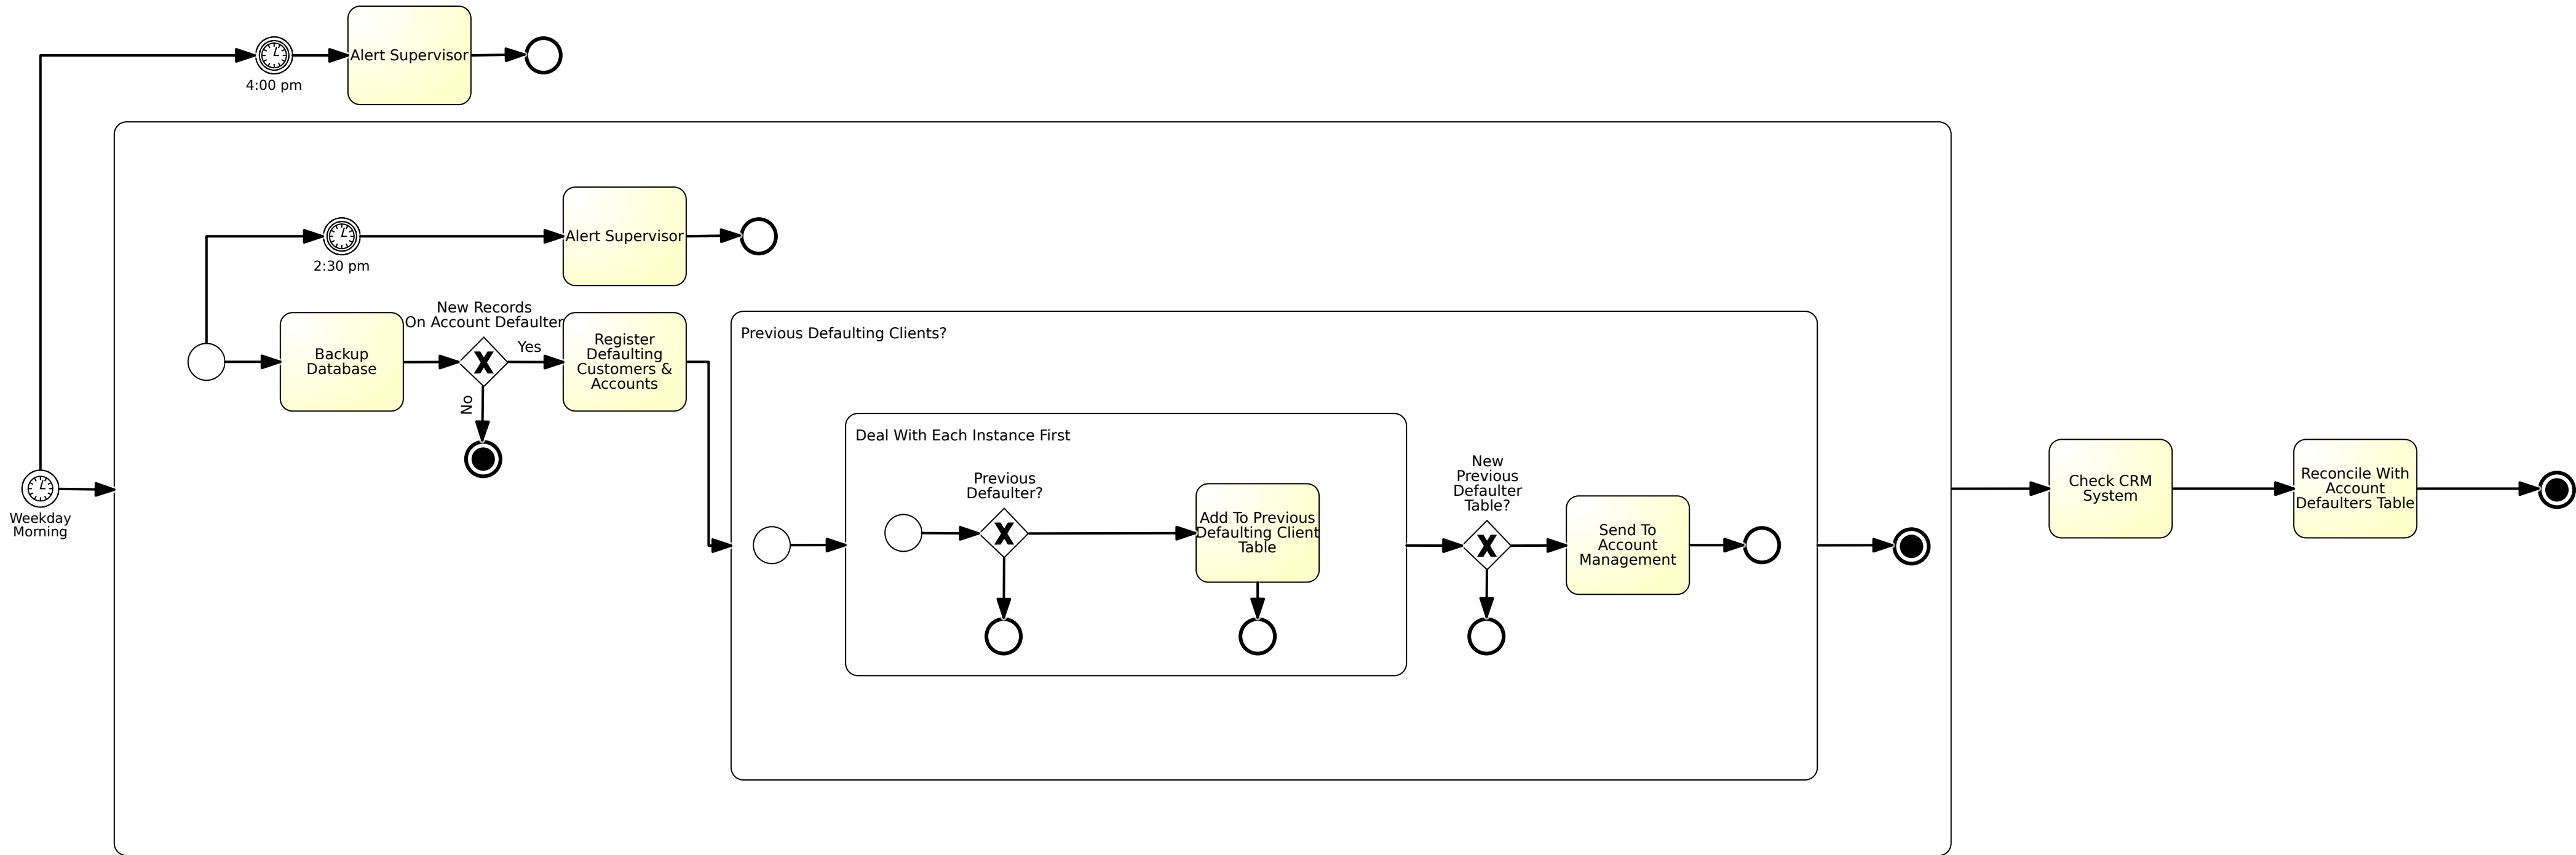 Alert Supervisor
4:00 pm
Alert Supervisor
2:30 pm
New Records
On Account Defaulter
Backup
Database
Yes
No
Register
Defaulting
Customers &
Accounts
Previous Defaulting Clients?
Deal With Each Instance First
Previous
Defaulter?
Add To Previous
Defaulting Client
Table
New
Previous
Defaulter
Table?
Send To
Account
Management
Weekday
Morning
Check CRM
System
Reconcile With
Account
Defaulters Table